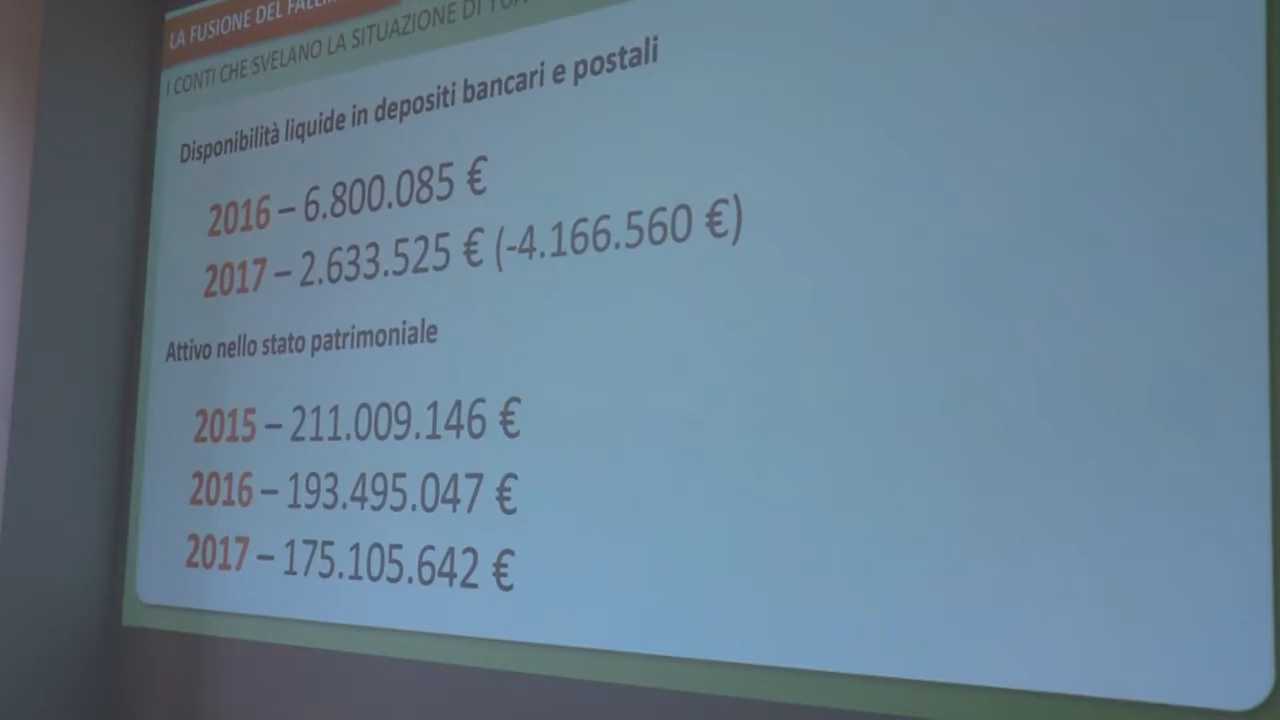 LA FUSIONE DEL
I CONTI CHE SVELANO LA SITUAZIONE DI
Disponibilità liquide in depositi bancari e postali
2016 – 6.800.085 €
2017 – 2.633.525 € (-4.166.560 €)
Attivo nello stato patrimoniale
2015 – 211.009.146 €
2016 – 193.495.047 €
2017 – 175.105.642 €